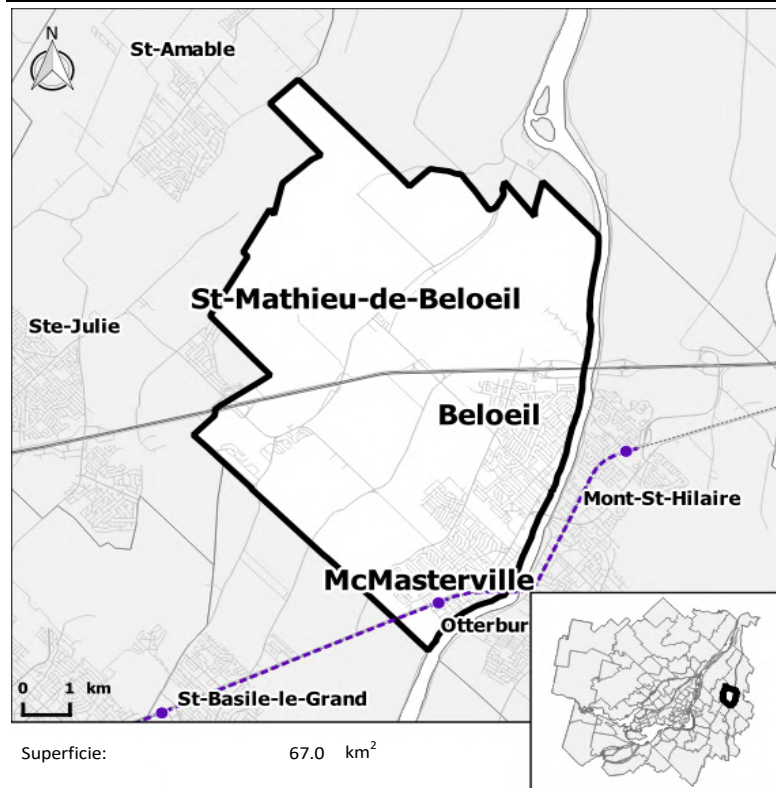 N
St-Amable
St-Mathieu-de-Beloeil
Ste-Julie
Beloeil
Mont-St-Hilaire
McMasterville
Otterbur
0 1 km
St-Basile-le-Grand
Superficie: 67.0 km²